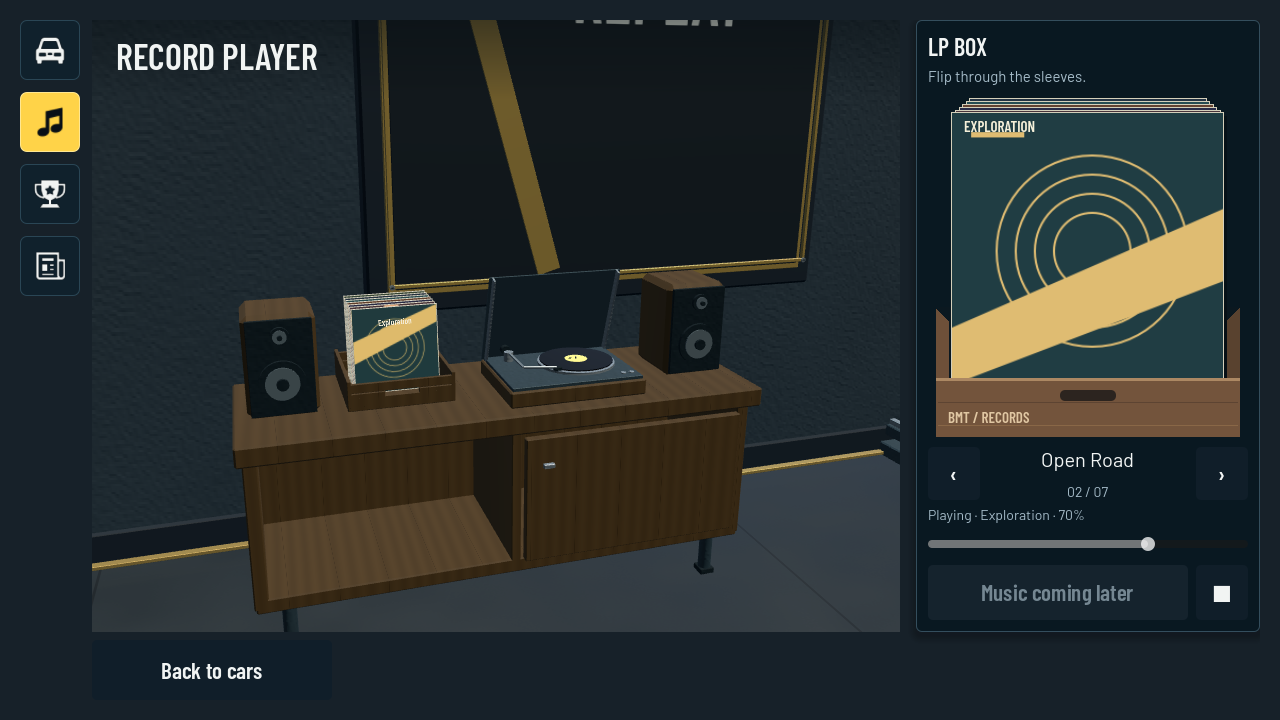 RECORD PLAYER
REPEAT
Exploration
LP BOX
Flip through the sleeves.
EXPLORATION
BMT / RECORDS
‹
Open Road
›
02 / 07
Playing · Exploration · 70%
Music coming later
Back to cars